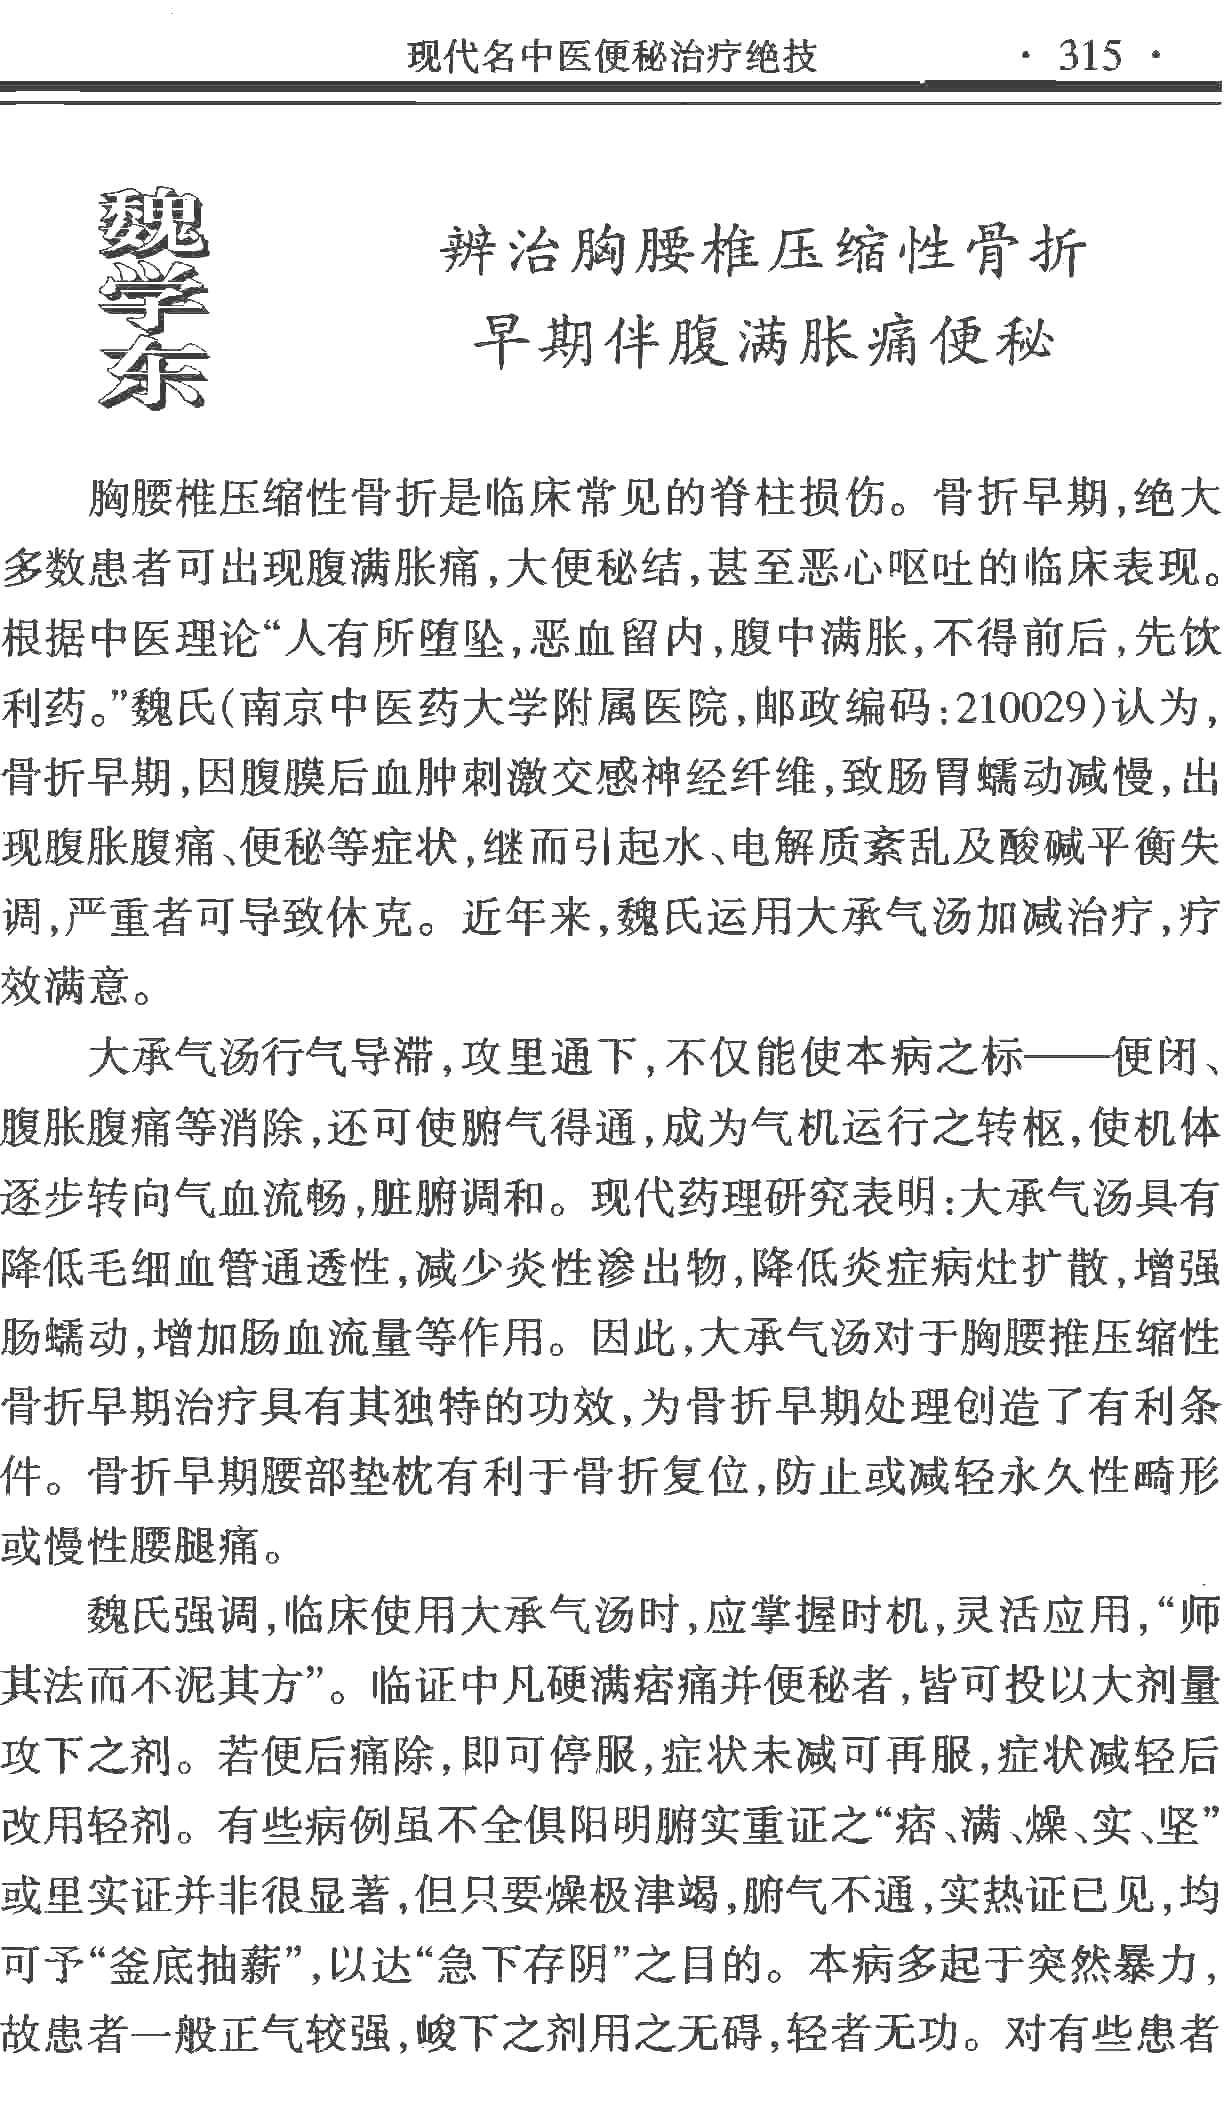 现代名中医便秘治疗绝技 · 315 ·
魏学东
辨治胸腰椎压缩性骨折
早期伴腹满胀痛便秘
胸腰椎压缩性骨折是临床常见的脊柱损伤。骨折早期,绝大
多数患者可出现腹满胀痛,大便秘结,甚至恶心呕吐的临床表现。
根据中医理论“人有所堕坠,恶血留内,腹中满胀,不得前后,先饮
利药。”魏氏(南京中医药大学附属医院,邮政编码:210029)认为,
骨折早期,因腹膜后血肿刺激交感神经纤维,致肠胃蠕动减慢,出
现腹胀腹痛、便秘等症状,继而引起水、电解质紊乱及酸碱平衡失
调,严重者可导致休克。近年来,魏氏运用大承气汤加减治疗,疗
效满意。
大承气汤行气导滞,攻里通下,不仅能使本病之标——便闭、
腹胀腹痛等消除,还可使腑气得通,成为气机运行之转枢,使机体
逐步转向气血流畅,脏腑调和。现代药理研究表明:大承气汤具有
降低毛细血管通透性,减少炎性渗出物,降低炎症病灶扩散,增强
肠蠕动,增加肠血流量等作用。因此,大承气汤对于胸腰推压缩性
骨折早期治疗具有其独特的功效,为骨折早期处理创造了有利条
件。骨折早期腰部垫枕有利于骨折复位,防止或减轻永久性畸形
或慢性腰腿痛。
魏氏强调,临床使用大承气汤时,应掌握时机,灵活应用,“师
其法而不泥其方”。临证中凡硬满痞痛并便秘者,皆可投以大剂量
攻下之剂。若便后痛除,即可停服,症状未减可再服,症状减轻后
改用轻剂。有些病例虽不全俱阳明腑实重证之“痞、满、燥、实、坚”
或里实证并非很显著,但只要燥极津竭,腑气不通,实热证已见,均
可予“釜底抽薪”,以达“急下存阴”之目的。本病多起于突然暴力,
故患者一般正气较强,峻下之剂用之无碍,轻者无功。对有些患者